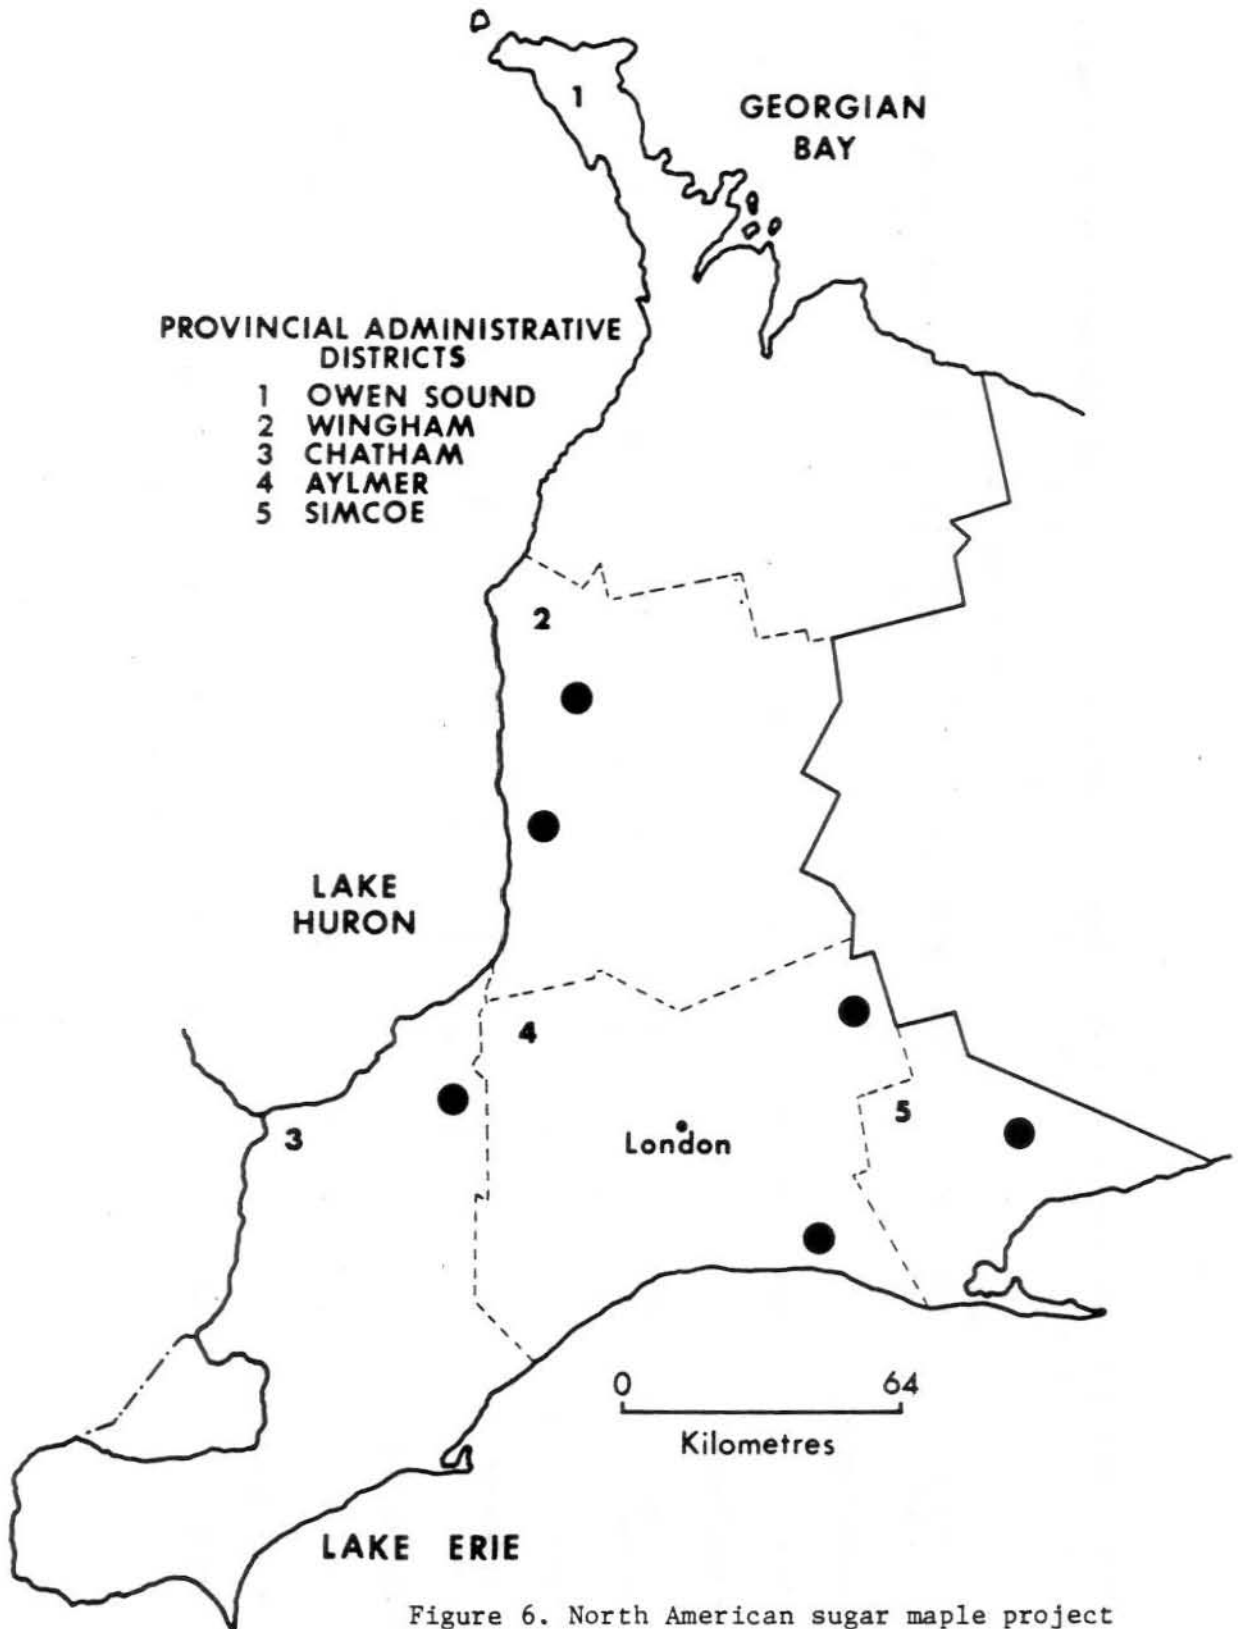 1
GEORGIAN
BAY
PROVINCIAL ADMINISTRATIVE
DISTRICTS
1 OWEN SOUND
2 WINGHAM
3 CHATHAM
4 AYLMER
5 SIMCOE
2
LAKE
HURON
4
5
3
London
0 64
Kilometres
LAKE ERIE
Figure 6. North American sugar maple project